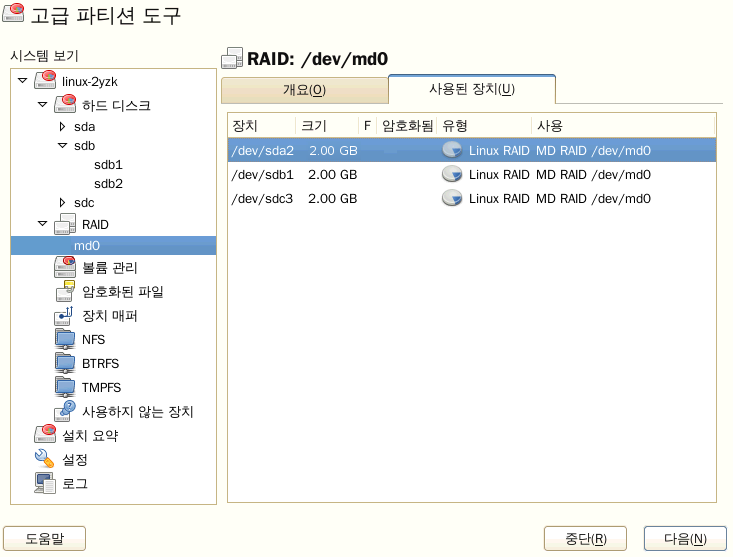 고급 파티션 도구
시스템 보기
linux-2yzk
하드 디스크
sda
sdb
sdb1
sdb2
sdc
RAID
md0
볼륨 관리
암호화된 파일
장치 매퍼
NFS
BTRFS
TMPFS
사용하지 않는 장치
설치 요약
설정
로그
RAID: /dev/md0
개요(O) 사용된 장치(U)
장치 크기 F 암호화됨 유형 사용
/dev/sda2 2.00 GB Linux RAID MD RAID /dev/md0
/dev/sdb1 2.00 GB Linux RAID MD RAID /dev/md0
/dev/sdc3 2.00 GB Linux RAID MD RAID /dev/md0
도움말 중단(R) 다음(N)